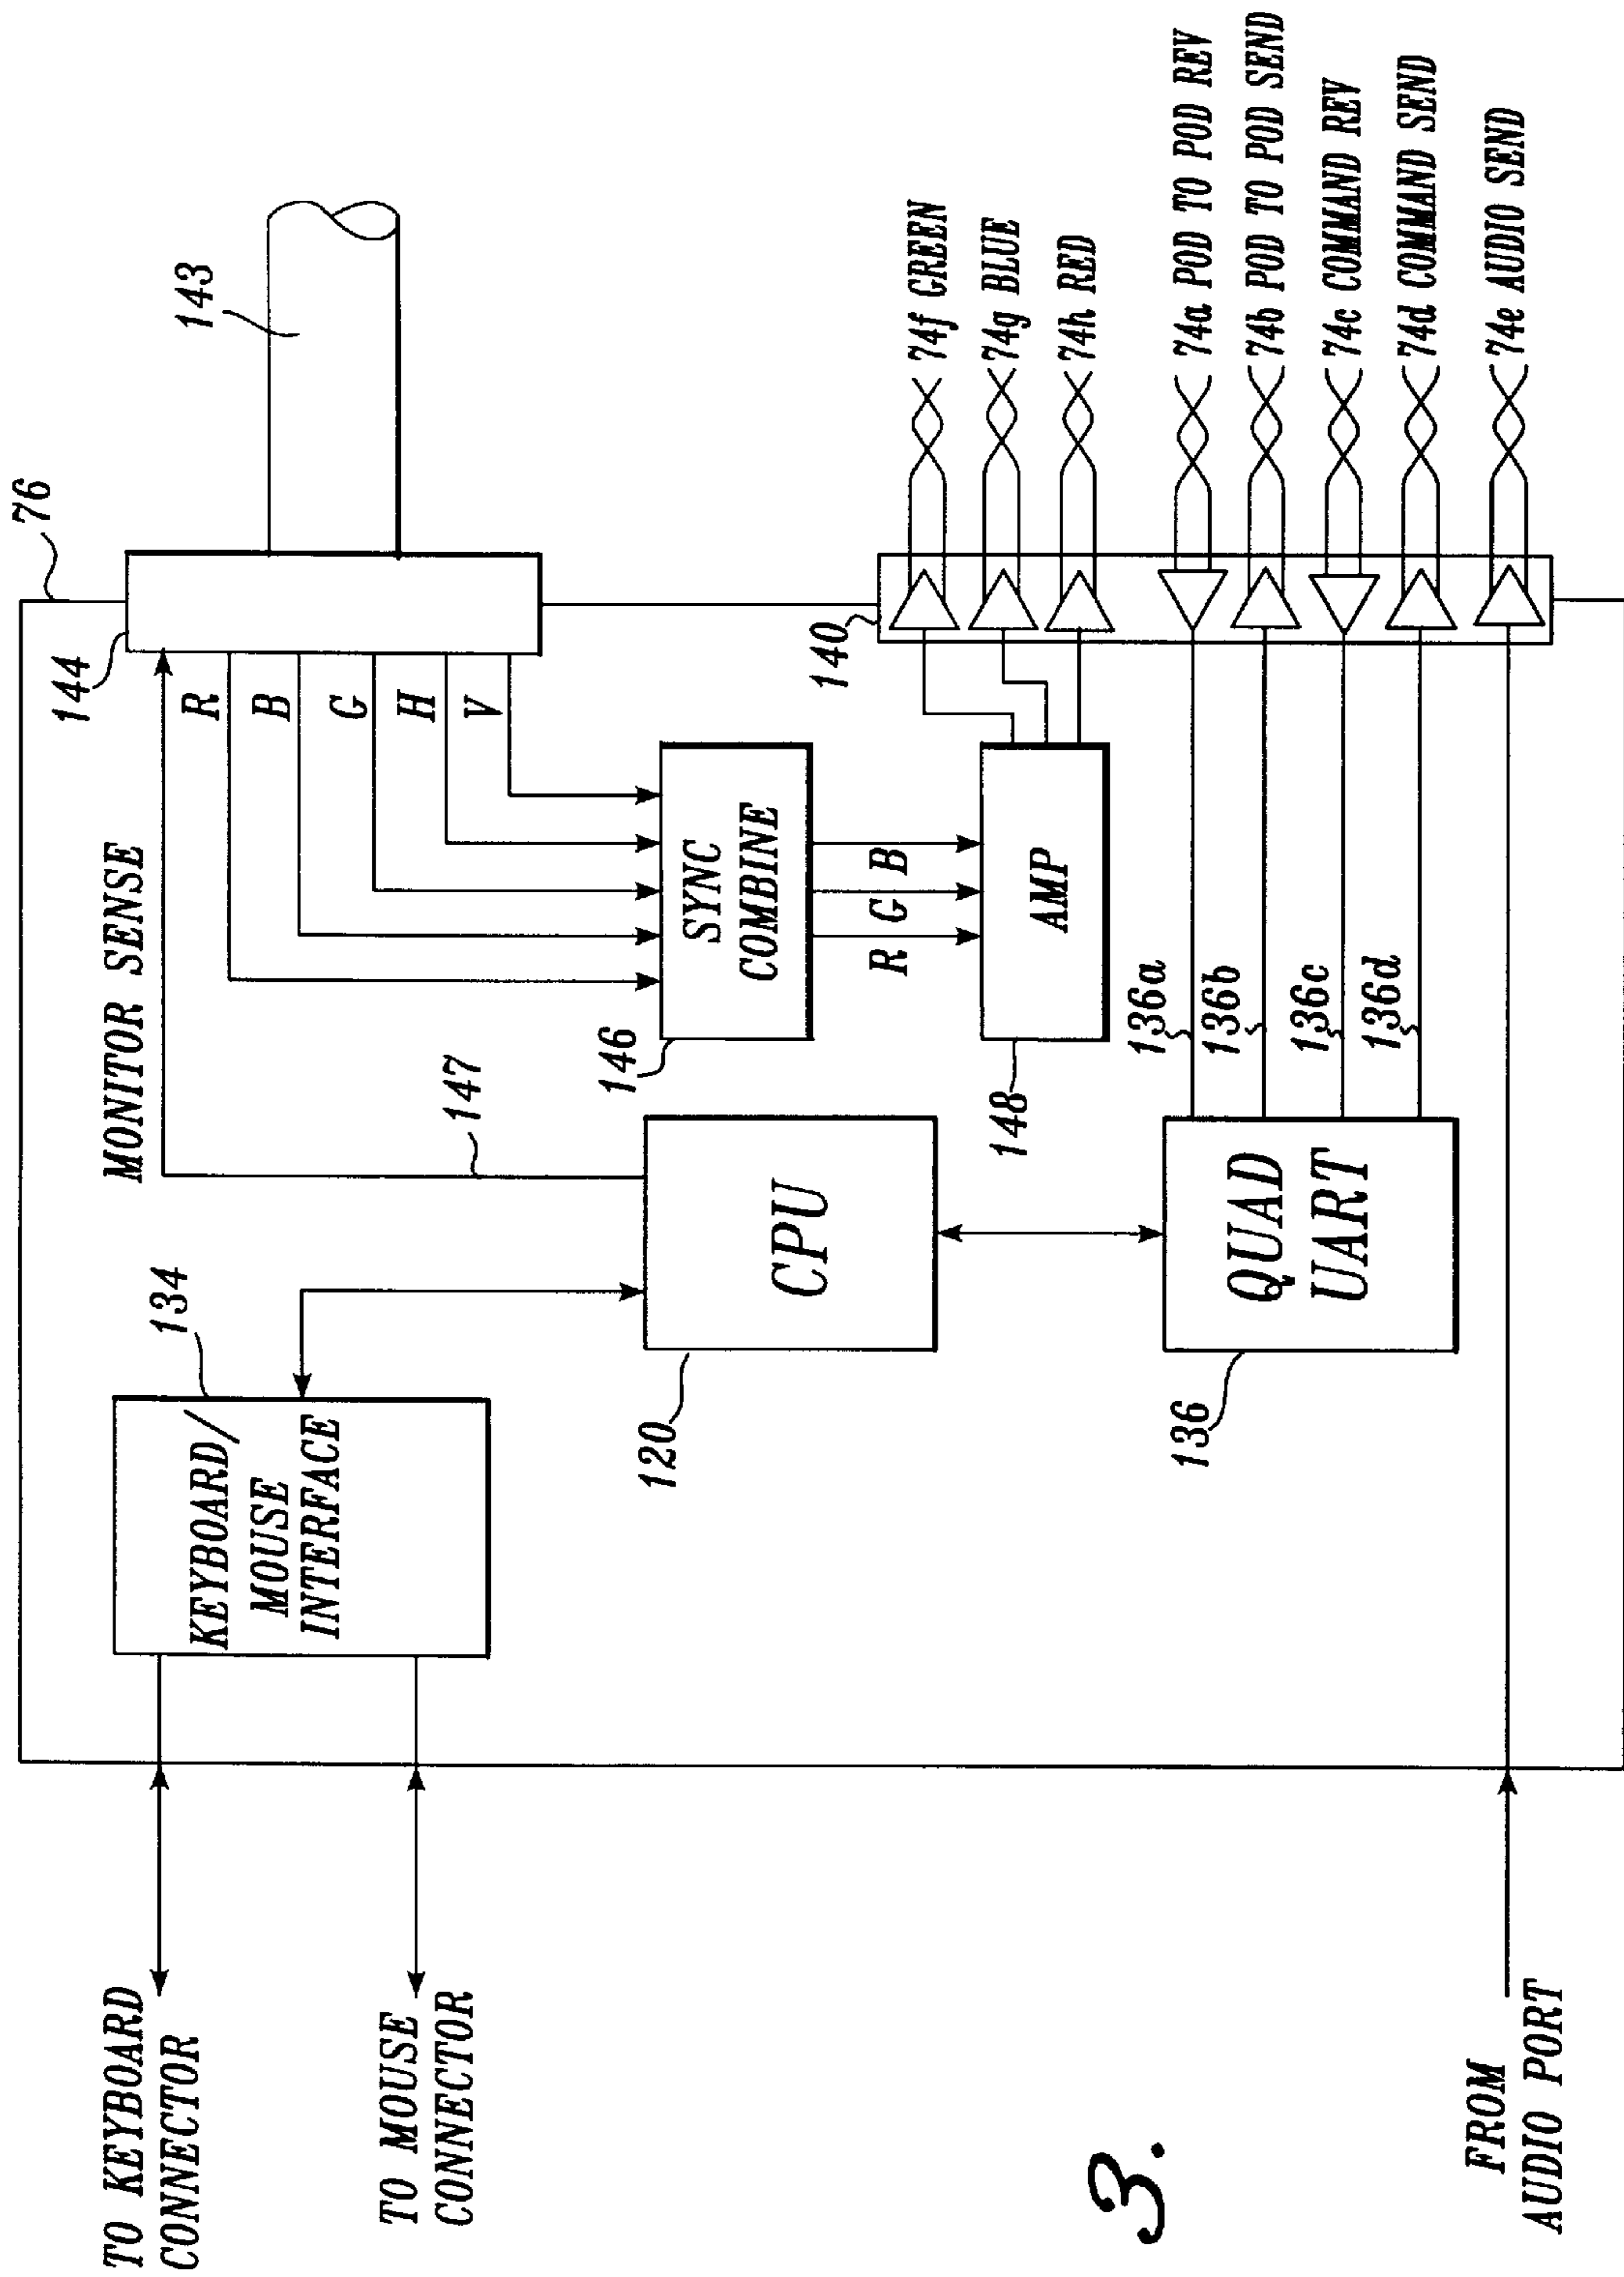 TO KEYBOARD
CONNECTOR
TO MOUSE
CONNECTOR
FROM
AUDIO PORT
KEYBOARD/
MOUSE
INTERFACE
134
MONITOR SENSE
147
CPU
120
QUAD
UART
136
136a
136b
136c
136d
SYNC
COMBINE
146
R
B
G
H
V
R G B
AMP
148
144
76
143
140
74f GREEN
74g BLUE
74h RED
74a POD TO POD REV
74b POD TO POD SEND
74c COMMAND REV
74d COMMAND SEND
74e AUDIO SEND
3.